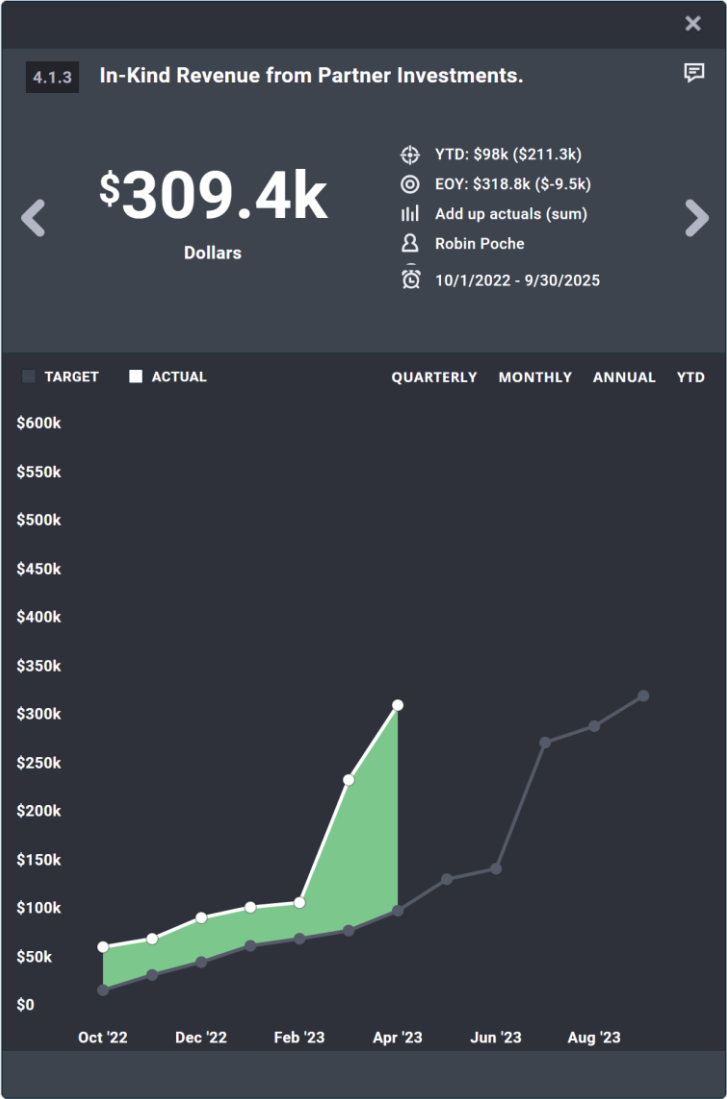 4.1.3 In-Kind Revenue from Partner Investments.
$309.4k
Dollars
YTD: $98k ($211.3k)
EOY: $318.8k ($-9.5k)
Add up actuals (sum)
Robin Poche
10/1/2022 - 9/30/2025
TARGET ACTUAL QUARTERLY MONTHLY ANNUAL YTD
$600k
$550k
$500k
$450k
$400k
$350k
$300k
$250k
$200k
$150k
$100k
$50k
$0
Oct '22 Dec '22 Feb '23 Apr '23 Jun '23 Aug '23